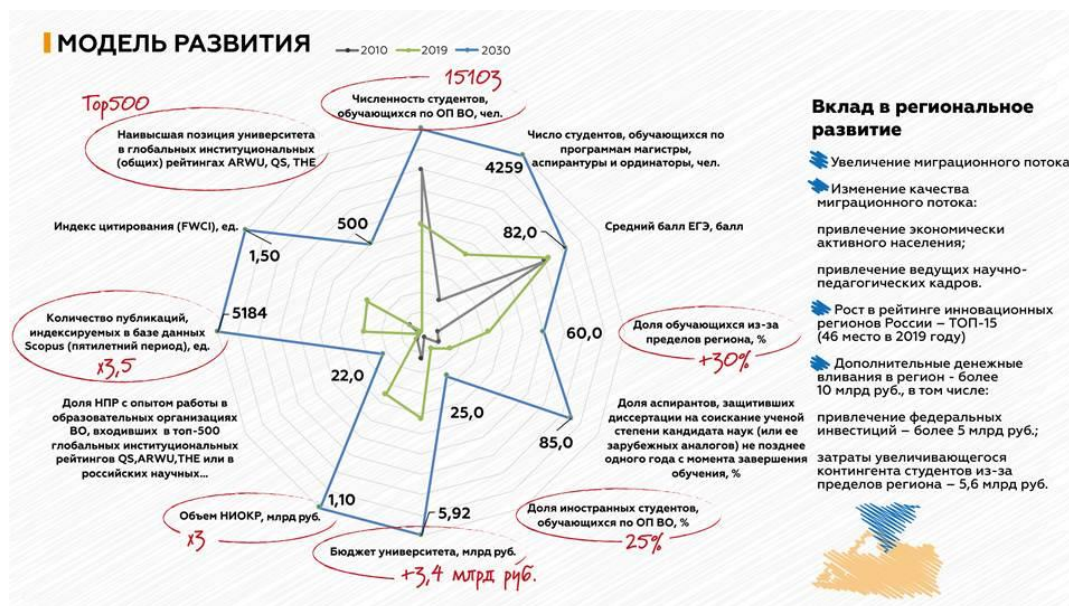 МОДЕЛЬ РАЗВИТИЯ
2010 2019 2030
15103
Численность студентов,
обучающихся по ОП ВО, чел.
Top500
Наивысшая позиция университета
в глобальных институциональных
(общих) рейтингах ARWU, QS, THE
Число студентов, обучающихся по
программам магистры,
аспирантуры и ординаторы, чел.
4259
Индекс цитирования (FWCI), ед.
1,50
500
82,0
Средний балл ЕГЭ, балл
5184
Количество публикаций,
индексируемых в базе данных
Scopus (пятилетний период), ед.
x3,5
60,0
Доля обучающихся из-за
пределов региона, %
+30%
22,0
Доля НПР с опытом работы в
образовательных организациях
ВО, входивших в топ-500
глобальных институциональных
рейтингов QS,ARWU,THE или в
российских научных...
25,0
85,0
Доля аспирантов, защитивших
диссертации на соискание ученой
степени кандидата наук (или ее
зарубежных аналогов) не позднее
одного года с момента завершения
обучения, %
1,10
Объем НИОКР, млрд руб.
x3
5,92
Бюджет университета, млрд руб.
+3,4 млрд руб.
Доля иностранных студентов,
обучающихся по ОП ВО, %
25%
Вклад в региональное
развитие
Увеличение миграционного потока
Изменение качества
миграционного потока:
привлечение экономически
активного населения;
привлечение ведущих научно-
педагогических кадров.
Рост в рейтинге инновационных
регионов России – ТОП-15
(46 место в 2019 году)
Дополнительные денежные
вливания в регион - более
10 млрд руб., в том числе:
привлечение федеральных
инвестиций – более 5 млрд руб.;
затраты увеличивающегося
контингента студентов из-за
пределов региона – 5,6 млрд руб.